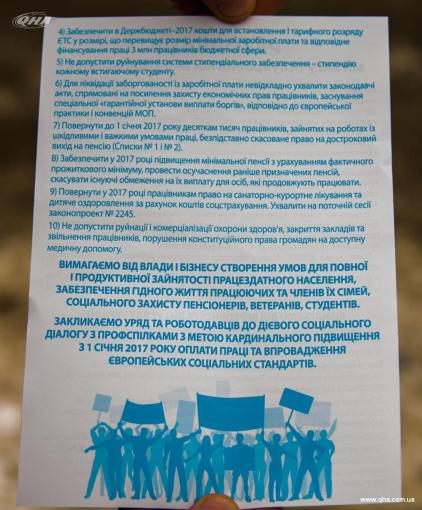 QHA
4) Забезпечити в Держбюджеті–2017 кошти для встановлення I тарифного розряду
ЄТС у розмірі, що перевищує розмір мінімальної заробітної плати та відповідне
фінансування праці 3 млн працівників бюджетної сфери.
5) Не допустити руйнування системи стипендіального забезпечення – стипендію
кожному встигаючому студенту.
6) Для ліквідації заборгованості із заробітної плати невідкладно ухвалити законодавчі
акти, спрямовані на посилення захисту економічних прав працівників, заснування
спеціальної «гарантійної установи виплати боргів», відповідно до європейської
практики і конвенцій МОП.
7) Повернути до 1 січня 2017 року десяткам тисяч працівників, зайнятих на роботах із
шкідливими і важкими умовами праці, безпідставно скасоване право на достроковий
вихід на пенсію (Списки № 1 і № 2).
8) Забезпечити у 2017 році підвищення мінімальної пенсії з урахуванням фактичного
прожиткового мінімуму, провести осучаснення раніше призначених пенсій,
скасувати існуючі обмеження на їх виплату для осіб, які продовжують працювати.
9) Повернути у 2017 році працівникам право на санаторно-курортне лікування та
дитяче оздоровлення за рахунок коштів соцстрахування. Ухвалити на поточній сесії
законопроект № 2245.
10) Не допустити руйнації і комерціалізації охорони здоров'я, закриття закладів та
звільнення працівників, порушення конституційного права громадян на доступну
медичну допомогу.
ВИМАГАЄМО ВІД ВЛАДИ І БІЗНЕСУ СТВОРЕННЯ УМОВ ДЛЯ ПОВНОЇ
І ПРОДУКТИВНОЇ ЗАЙНЯТОСТІ ПРАЦЕЗДАТНОГО НАСЕЛЕННЯ,
ЗАБЕЗПЕЧЕННЯ ГІДНОГО ЖИТТЯ ПРАЦЮЮЧИХ ТА ЧЛЕНІВ ЇХ СІМЕЙ,
СОЦІАЛЬНОГО ЗАХИСТУ ПЕНСІОНЕРІВ, ВЕТЕРАНІВ, СТУДЕНТІВ.
ЗАКЛИКАЄМО УРЯД ТА РОБОТОДАВЦІВ ДО ДІЄВОГО СОЦІАЛЬНОГО
ДІАЛОГУ З ПРОФСПІЛКАМИ З МЕТОЮ КАРДИНАЛЬНОГО ПІДВИЩЕННЯ
З 1 СІЧНЯ 2017 РОКУ ОПЛАТИ ПРАЦІ ТА ВПРОВАДЖЕННЯ
ЄВРОПЕЙСЬКИХ СОЦІАЛЬНИХ СТАНДАРТІВ.
www.qha.com.ua